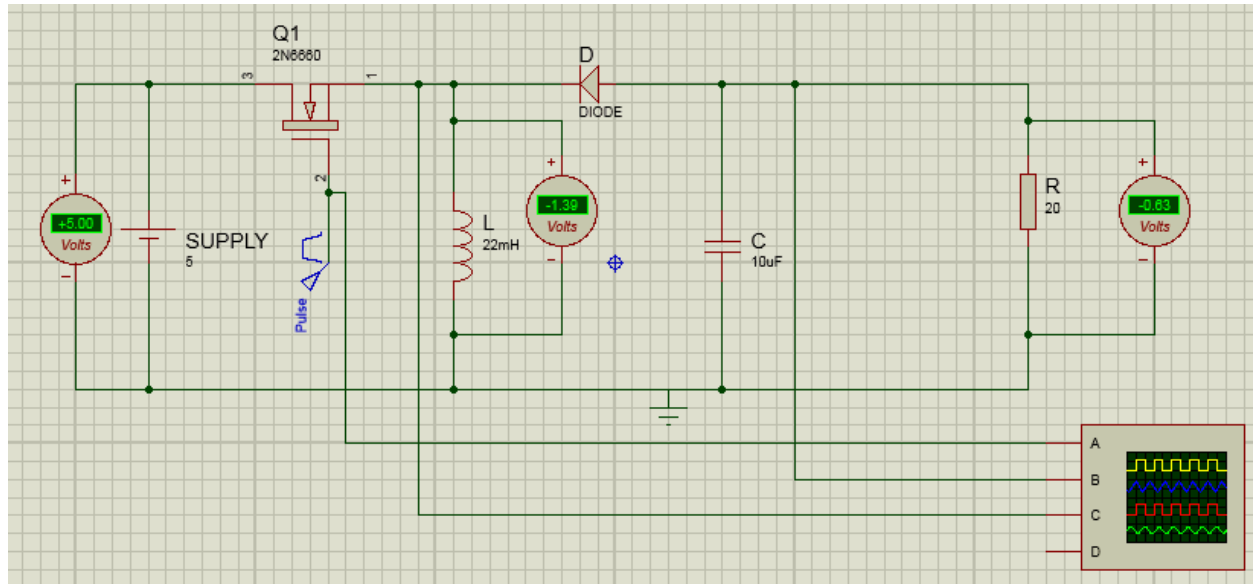 Q1
2N6660
3
1
2
D
DIODE
+
+5.00
Volts
−
SUPPLY
5
Pulse
L
22mH
+
-1.39
Volts
−
C
10uF
R
20
+
-0.63
Volts
−
A
B
C
D